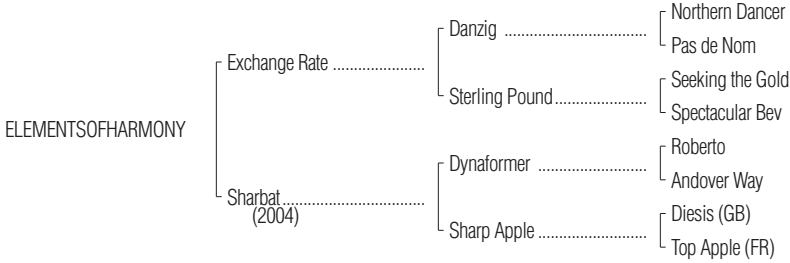 Northern Dancer
Danzig ................................
Pas de Nom
Exchange Rate .....................
Seeking the Gold
Sterling Pound.....................
Spectacular Bev
ELEMENTSOFHARMONY
Roberto
Dynaformer .........................
Andover Way
Sharbat ................................
(2004)
Diesis (GB)
Sharp Apple .........................
Top Apple (FR)